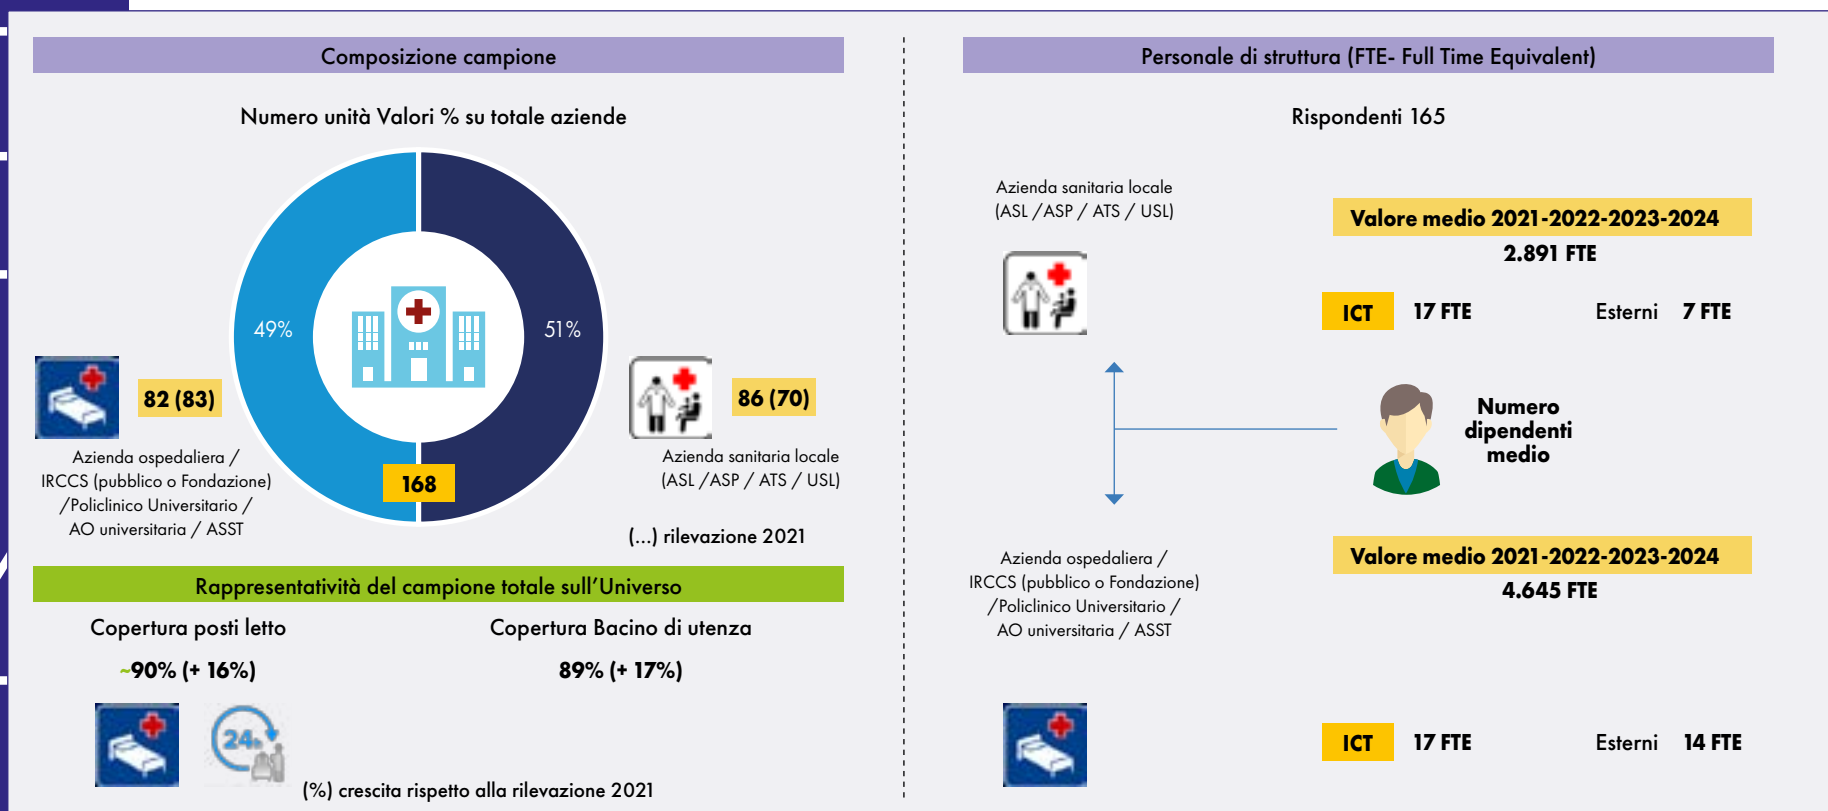 Composizione campione
Numero unità Valori % su totale aziende
49%
51%
82 (83)
86 (70)
Azienda ospedaliera /
IRCCS (pubblico o Fondazione)
/Policlinico Universitario /
AO universitaria / ASST
168
Azienda sanitaria locale
(ASL /ASP / ATS / USL)
(...) rilevazione 2021
Rappresentatività del campione totale sull'Universo
Copertura posti letto
~90% (+ 16%)
Copertura Bacino di utenza
89% (+ 17%)
24h
(%) crescita rispetto alla rilevazione 2021
Personale di struttura (FTE- Full Time Equivalent)
Rispondenti 165
Azienda sanitaria locale
(ASL /ASP / ATS / USL)
Valore medio 2021-2022-2023-2024
2.891 FTE
ICT 17 FTE Esterni 7 FTE
Numero
dipendenti
medio
Azienda ospedaliera /
IRCCS (pubblico o Fondazione)
/Policlinico Universitario /
AO universitaria / ASST
Valore medio 2021-2022-2023-2024
4.645 FTE
ICT 17 FTE Esterni 14 FTE